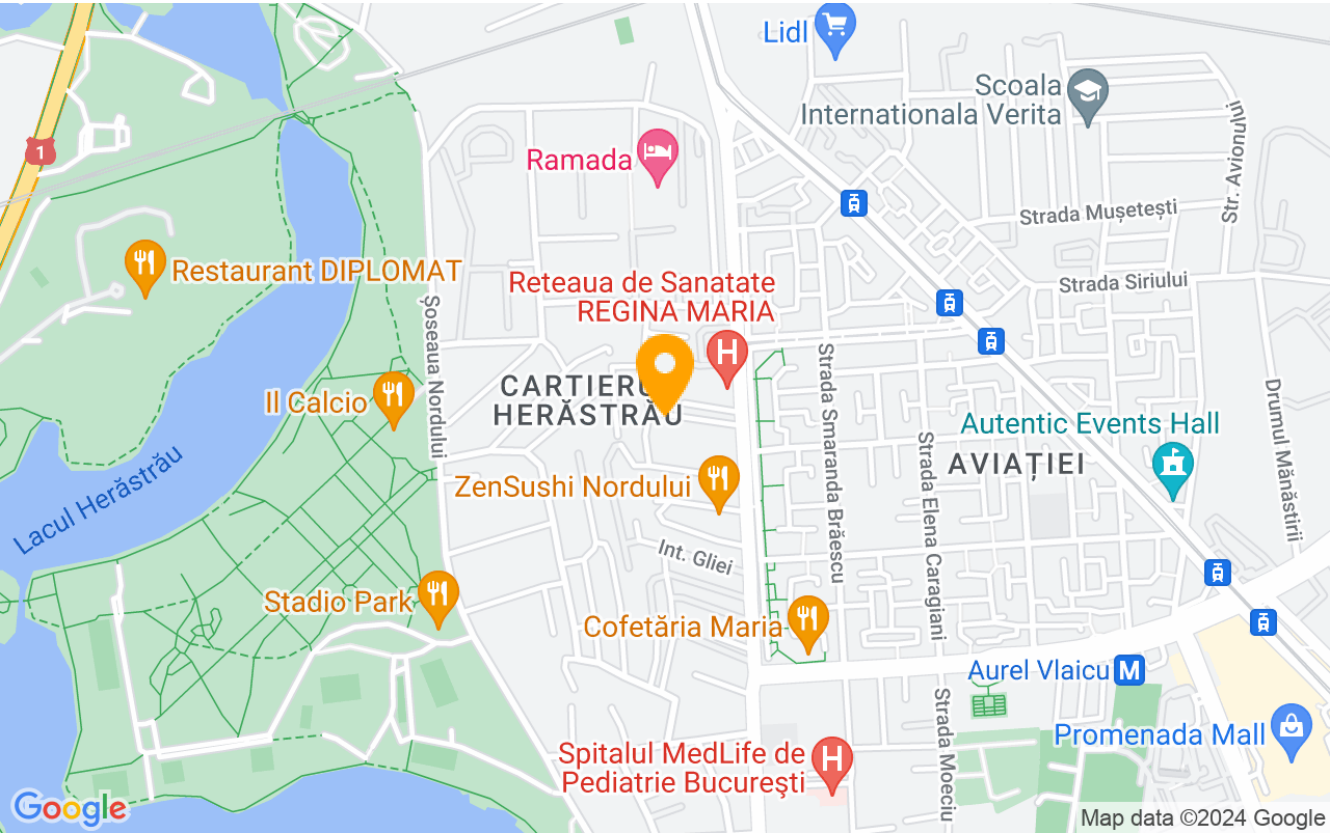 Lidl
Scoala
Internationala Verita
1
Ramada
Str. Avionului
Strada Mușetești
Restaurant DIPLOMAT
Reteaua de Sanatate
REGINA MARIA
Strada Siriului
Șoseaua Nordului
H
CARTIERU
HERĂSTRĂU
Il Calcio
Strada Smaranda Brăescu
Drumul Mănăstirii
Autentic Events Hall
AVIAȚIEI
Strada Elena Caragiani
Lacul Herăstrău
ZenSushi Nordului
Int. Gliei
Stadio Park
Cofetăria Maria
Aurel Vlaicu M
Strada Moeciu
Promenada Mall
Spitalul MedLife de
Pediatrie Bucureşti
H
Google
Map data ©2024 Google